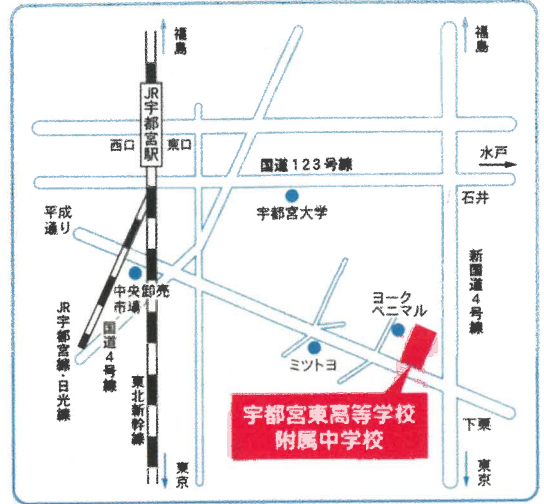 福島
福島
JR宇都宮駅
西口
東口
国道123号線
水戸
石井
宇都宮大学
平成
通り
中央卸売
市場
ヨーク
ベニマル
新国道4号線
JR宇都宮線・日光線
国道4号線
東北新幹線
ミツトヨ
宇都宮東高等学校
附属中学校
下栗
東京
東京